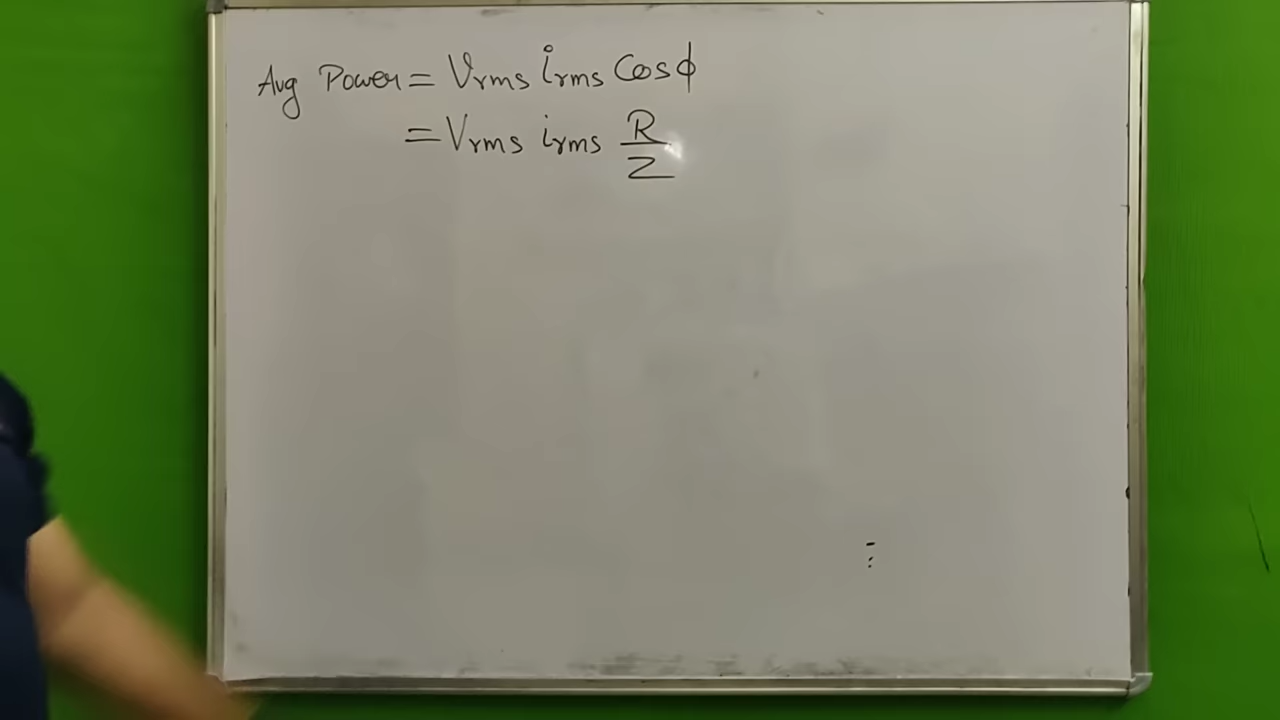 Avg Power = Vrms irms Cosϕ
= Vrms irms R/Z